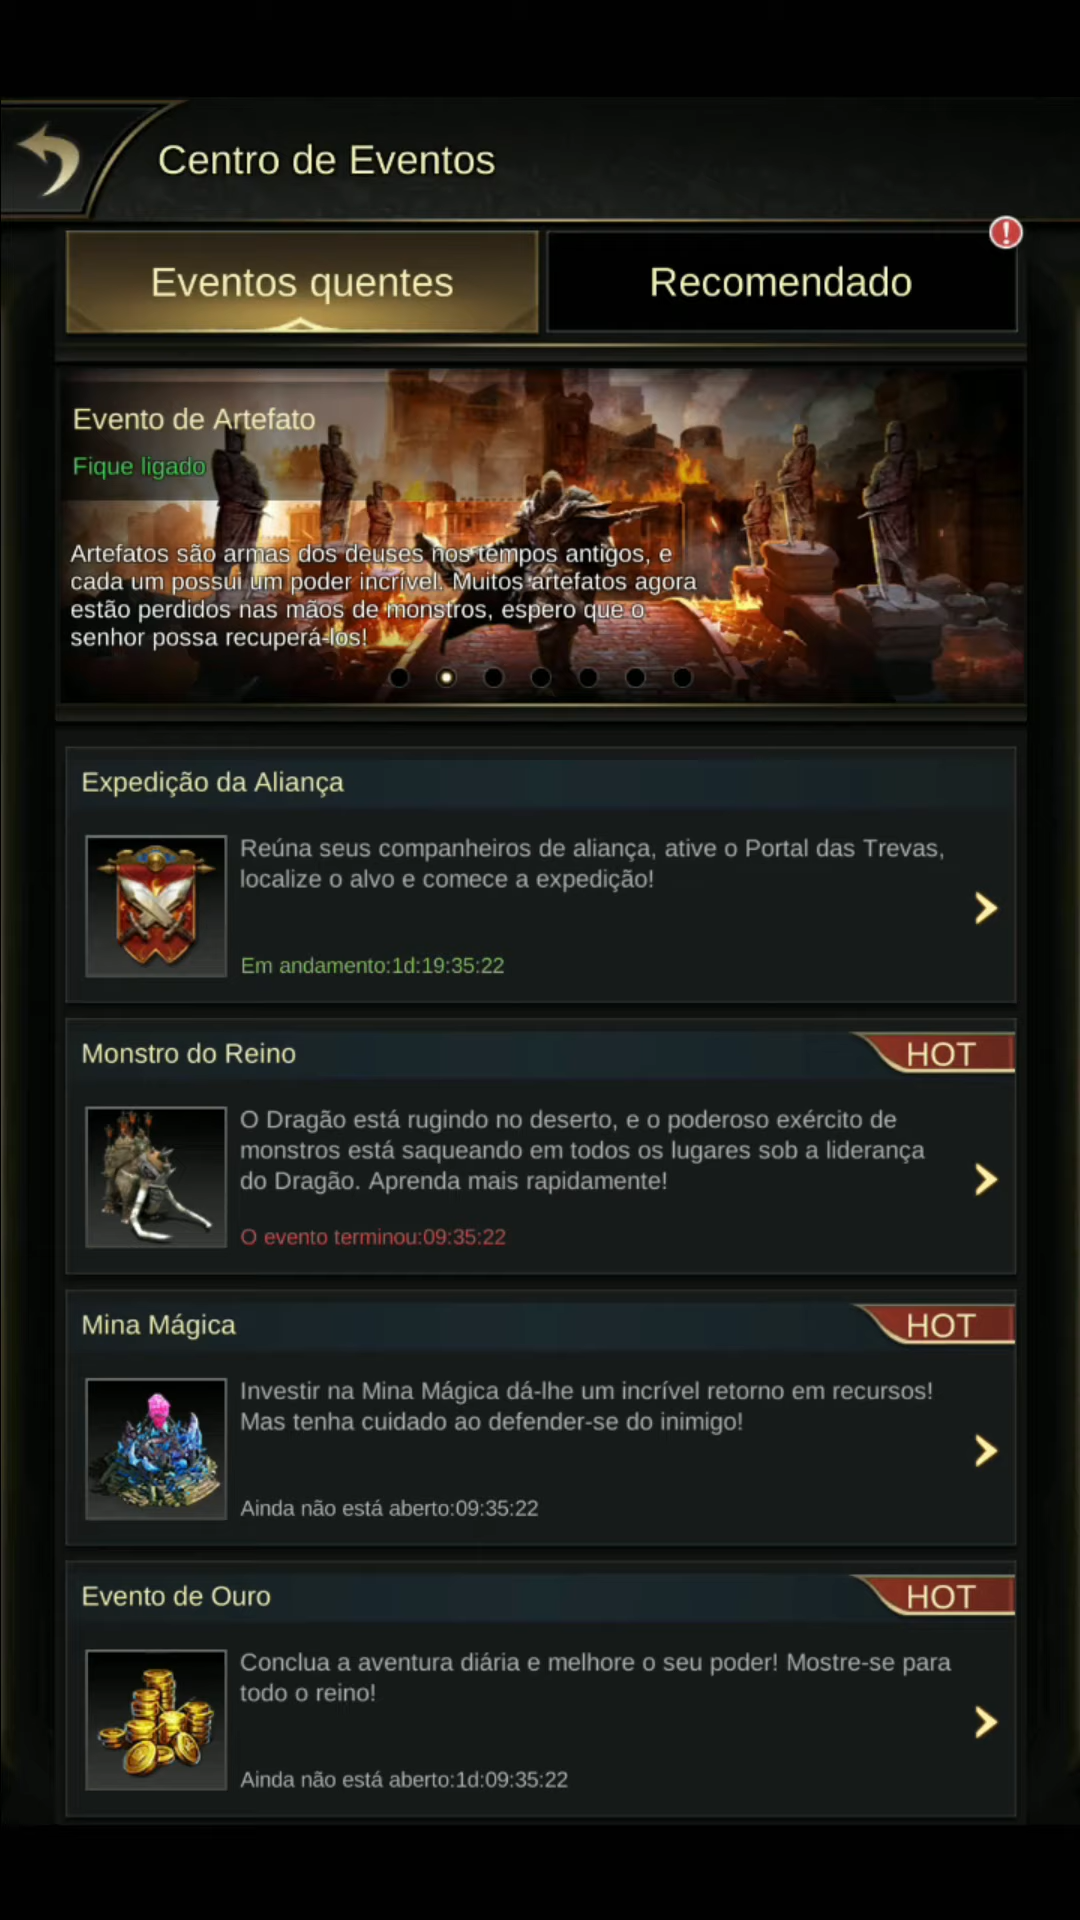 Centro de Eventos
!
Eventos quentes
Recomendado
Evento de Artefato
Fique ligado
Artefatos são armas dos deuses nos tempos antigos, e
cada um possui um poder incrível. Muitos artefatos agora
estão perdidos nas mãos de monstros, espero que o
senhor possa recuperá-los!
Expedição da Aliança
Reúna seus companheiros de aliança, ative o Portal das Trevas,
localize o alvo e comece a expedição!
Em andamento:1d:19:35:22
Monstro do Reino
HOT
O Dragão está rugindo no deserto, e o poderoso exército de
monstros está saqueando em todos os lugares sob a liderança
do Dragão. Aprenda mais rapidamente!
O evento terminou:09:35:22
Mina Mágica
HOT
Investir na Mina Mágica dá-lhe um incrível retorno em recursos!
Mas tenha cuidado ao defender-se do inimigo!
Ainda não está aberto:09:35:22
Evento de Ouro
HOT
Conclua a aventura diária e melhore o seu poder! Mostre-se para
todo o reino!
Ainda não está aberto:1d:09:35:22